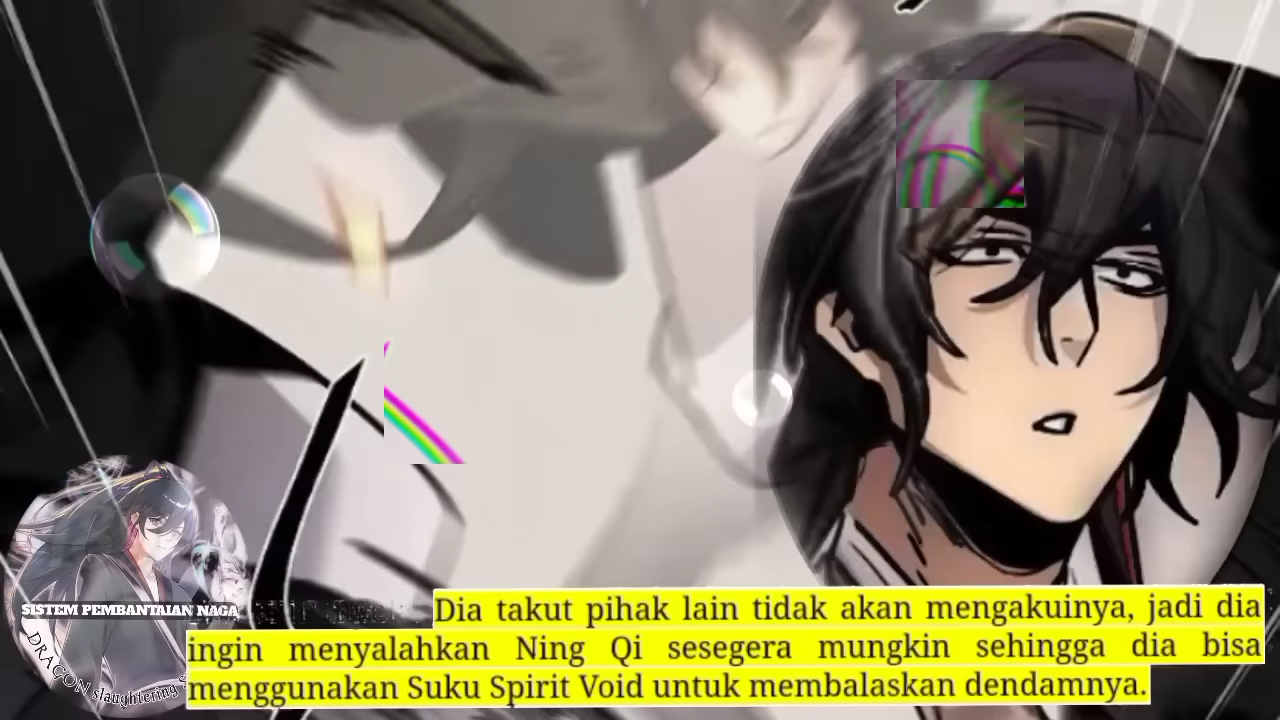 SISTEM PEMBANTAIAN NAGA
DRAGON slaughtering
Dia takut pihak lain tidak akan mengakuinya, jadi dia
ingin menyalahkan Ning Qi sesegera mungkin sehingga dia bisa
menggunakan Suku Spirit Void untuk membalaskan dendamnya.